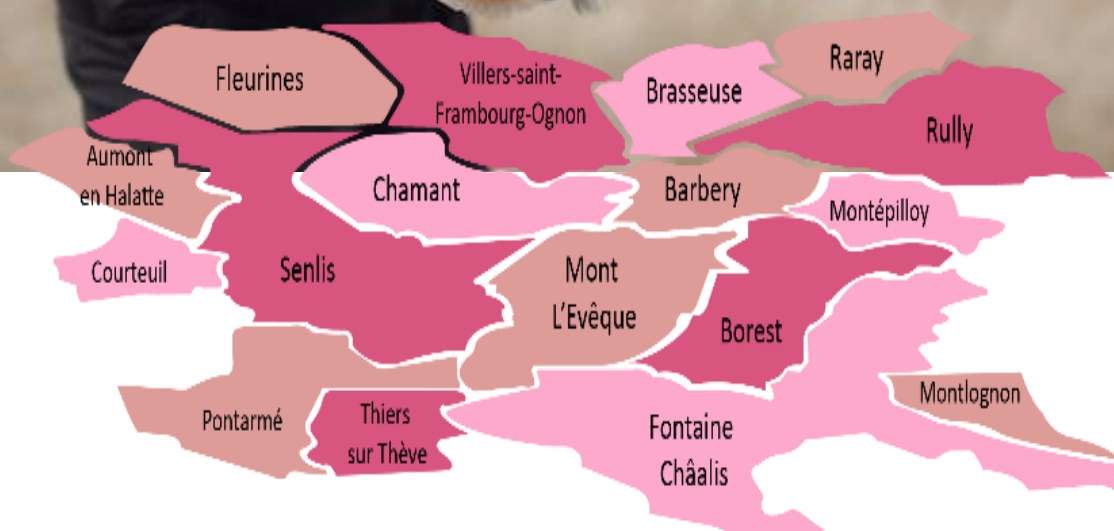 Fleurines
Villers-saint-
Frambourg-Ognon
Brasseuse
Raray
Rully
Aumont
en Halatte
Chamant
Barbery
Montépilloy
Courteuil
Senlis
Mont
L'Evêque
Borest
Pontarmé
Thiers
sur Thève
Fontaine
Châalis
Montlognon